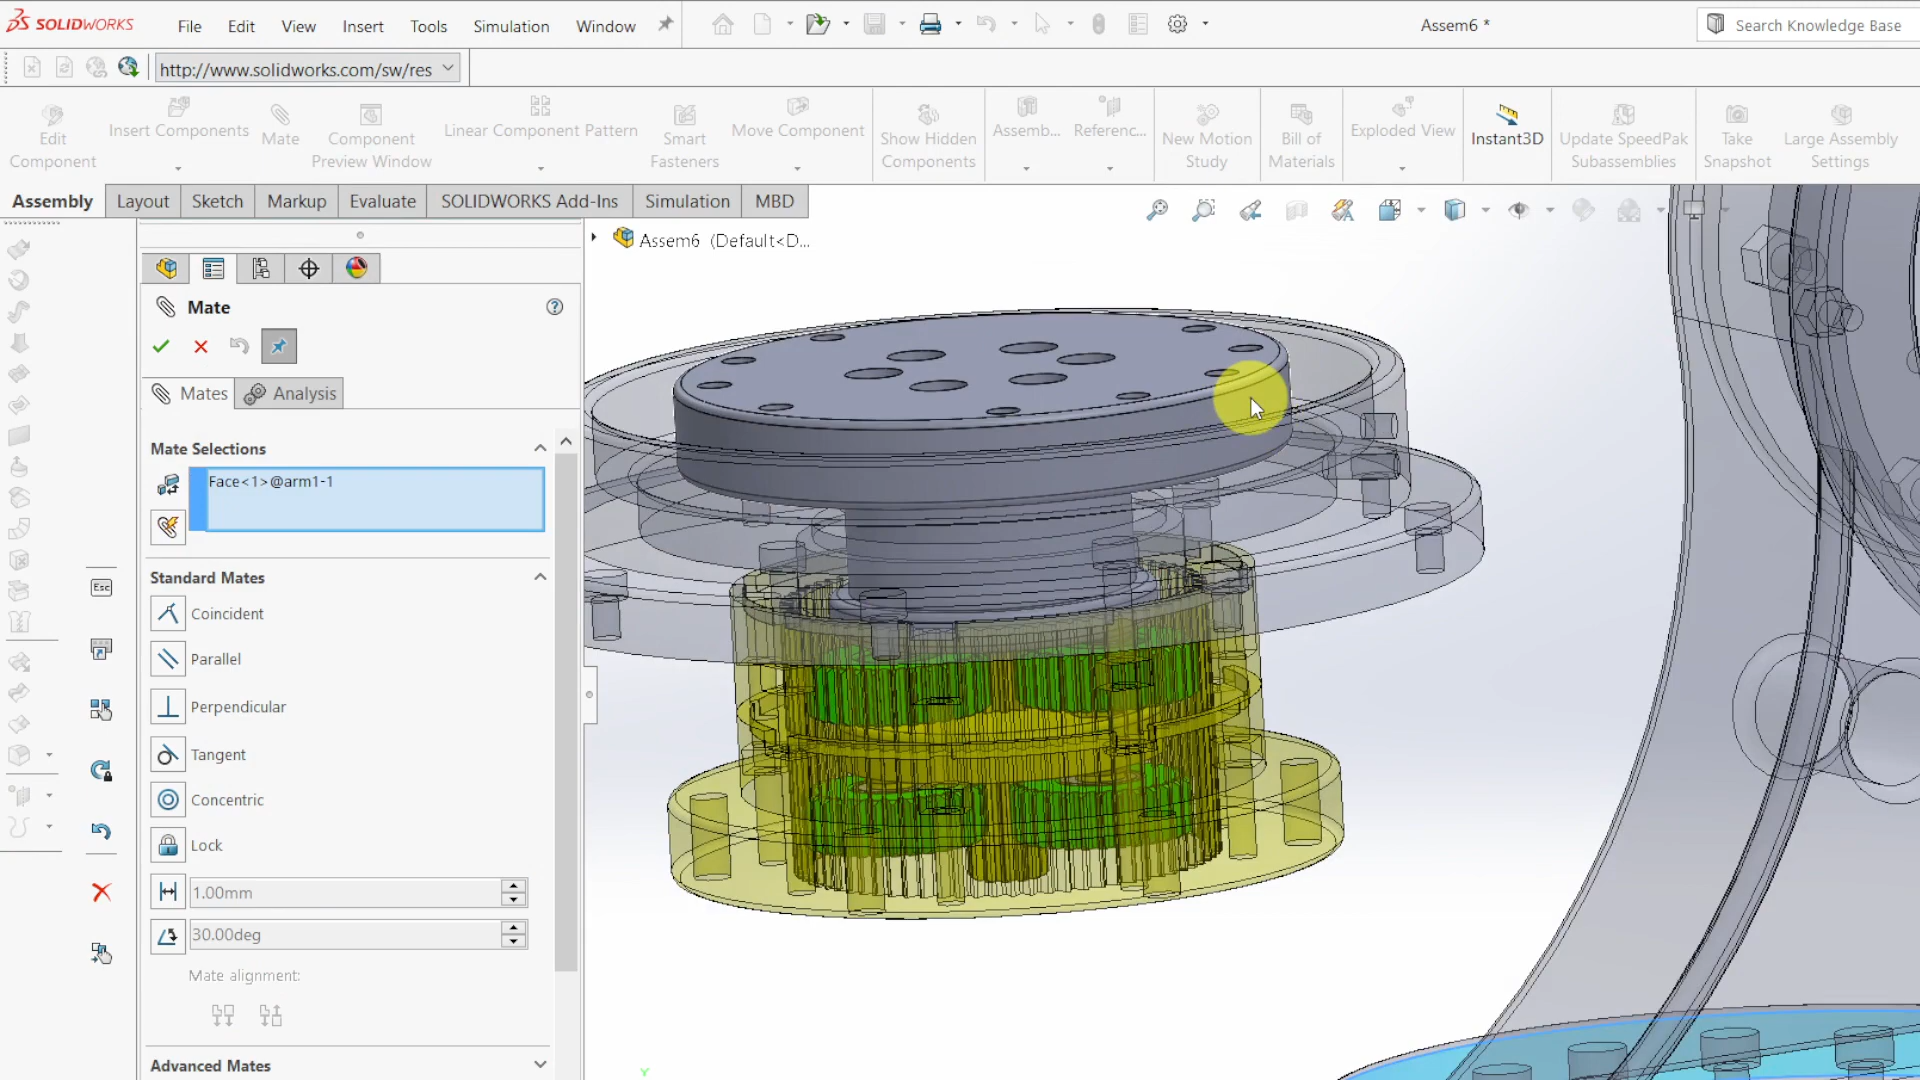 SOLIDWORKS File Edit View Insert Tools Simulation Window Assem6 * Search Knowledge Base
http://www.solidworks.com/sw/res
Edit Component
Insert Components
Mate
Component Preview Window
Linear Component Pattern
Smart Fasteners
Move Component
Show Hidden Components
Assemb...
Referenc...
New Motion Study
Bill of Materials
Exploded View
Instant3D
Update SpeedPak Subassemblies
Take Snapshot
Large Assembly Settings
Assembly Layout Sketch Markup Evaluate SOLIDWORKS Add-Ins Simulation MBD
Assem6 (Default<D...
Mate
Mates Analysis
Mate Selections
Face<1>@arm1-1
Standard Mates
Coincident
Esc
Parallel
Perpendicular
Tangent
Concentric
Lock
1.00mm
30.00deg
Mate alignment:
Advanced Mates
Y